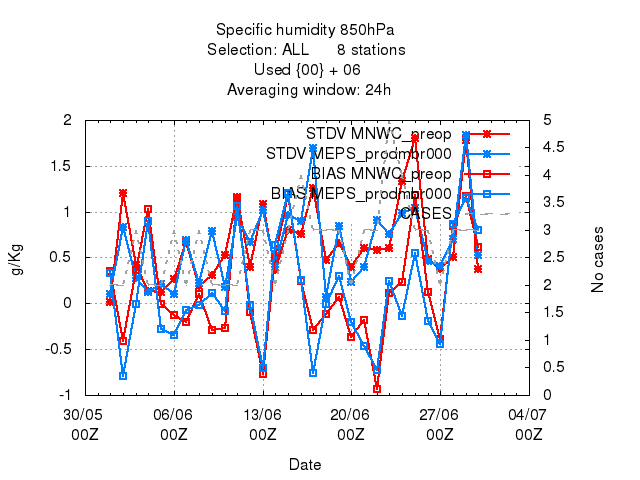 Specific humidity 850hPa
Selection: ALL 8 stations
Used {00} + 06
Averaging window: 24h
STDV MNWC_preop
STDV MEPS_prodmbr000
BIAS MNWC_preop
BIAS MEPS_prodmbr000
CASES
2
1.5
1
0.5
0
-0.5
-1
g/Kg
5
4.5
4
3.5
3
2.5
2
1.5
1
0.5
0
No cases
30/05 06/06 13/06 20/06 27/06 04/07
00Z 00Z 00Z 00Z 00Z 00Z
Date